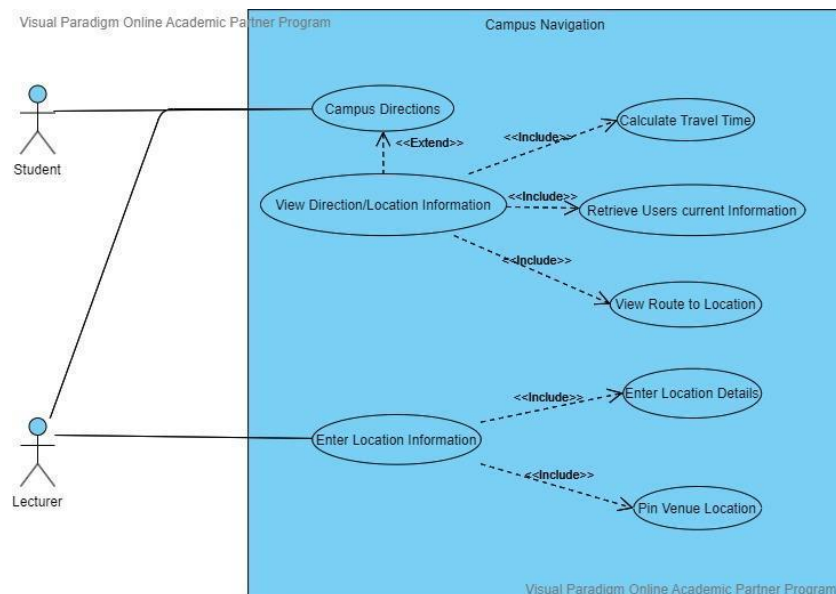 Visual Paradigm Online Academic Partner Program
Campus Navigation
Campus Directions
Calculate Travel Time
<<Include>>
<<Extend>>
Student
View Direction/Location Information
<<Include>>
Retrieve Users current Information
<<Include>>
View Route to Location
Enter Location Details
<<Include>>
Enter Location Information
<<Include>>
Lecturer
Pin Venue Location
Visual Paradigm Online Academic Partner Program